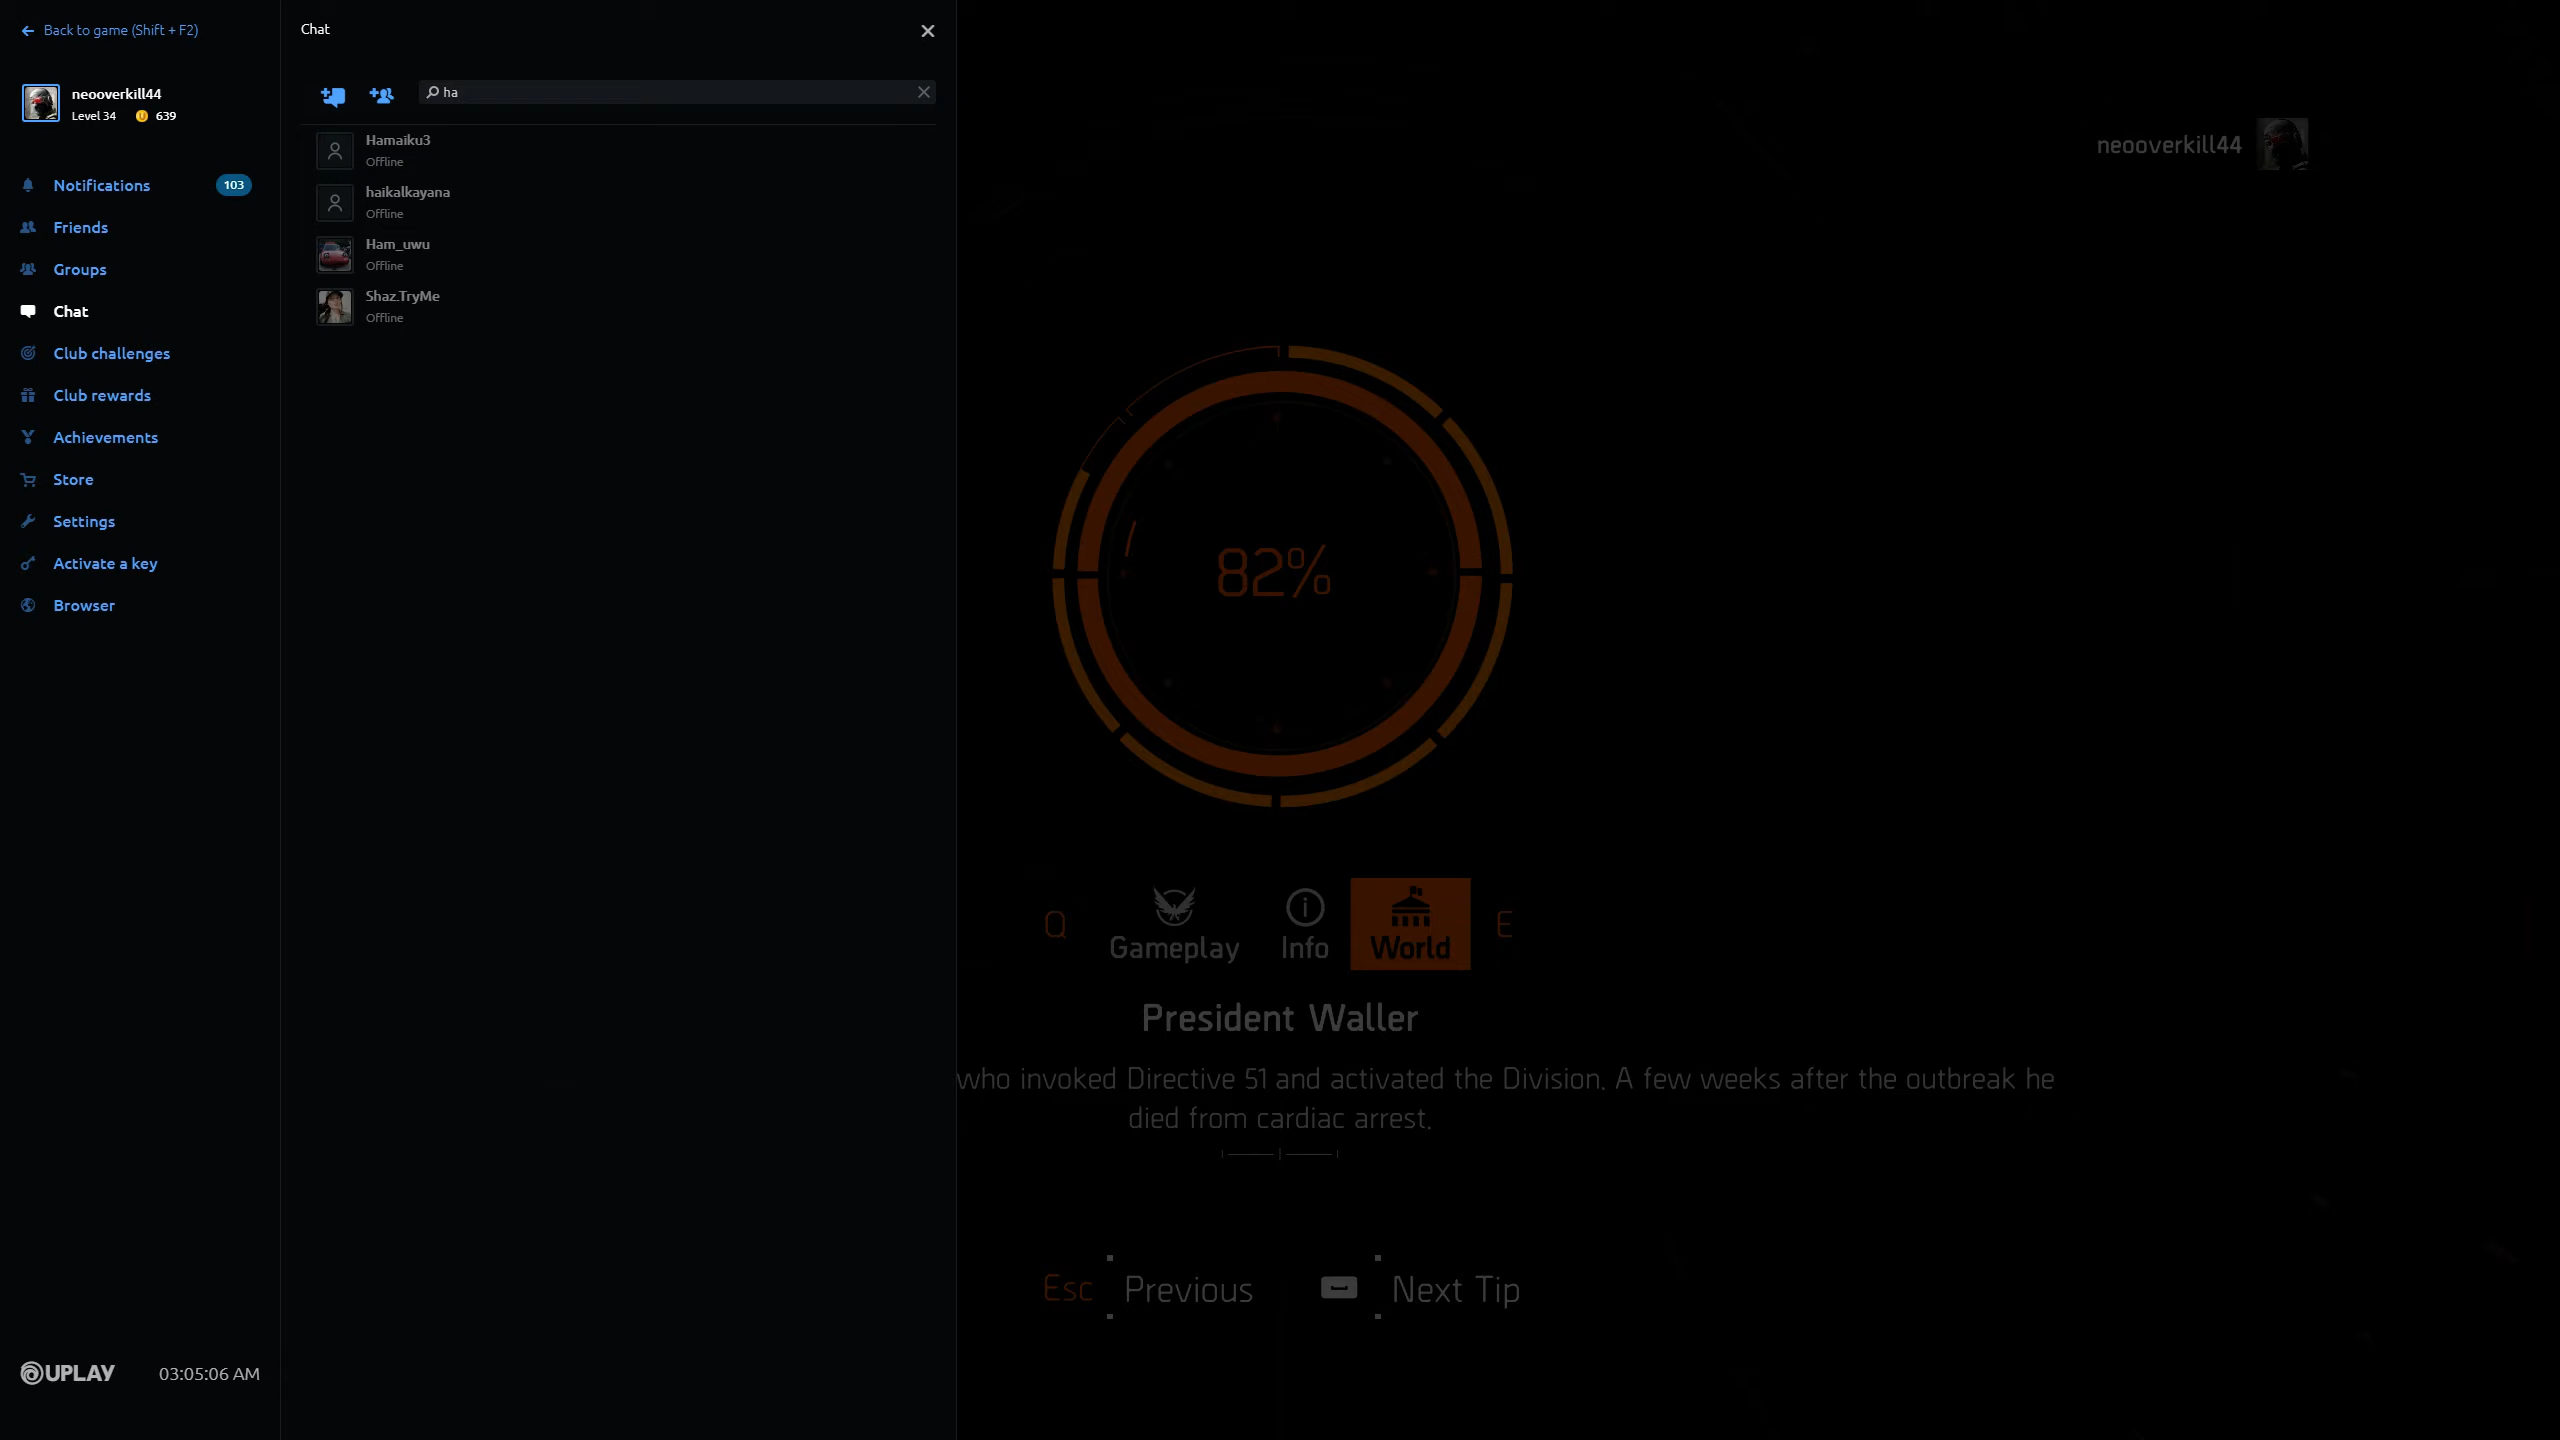 Back to game (Shift + F2)
neooverkill44
Level 34 639
Notifications 103
Friends
Groups
Chat
Club challenges
Club rewards
Achievements
Store
Settings
Activate a key
Browser
UPLAY 03:05:06 AM
Chat
ha
Hamaiku3
Offline
haikalkayana
Offline
Ham_uwu
Offline
Shaz.TryMe
Offline
neooverkill44
82%
Q Gameplay Info World E
President Waller
who invoked Directive 51 and activated the Division. A few weeks after the outbreak he
died from cardiac arrest.
Esc Previous Next Tip